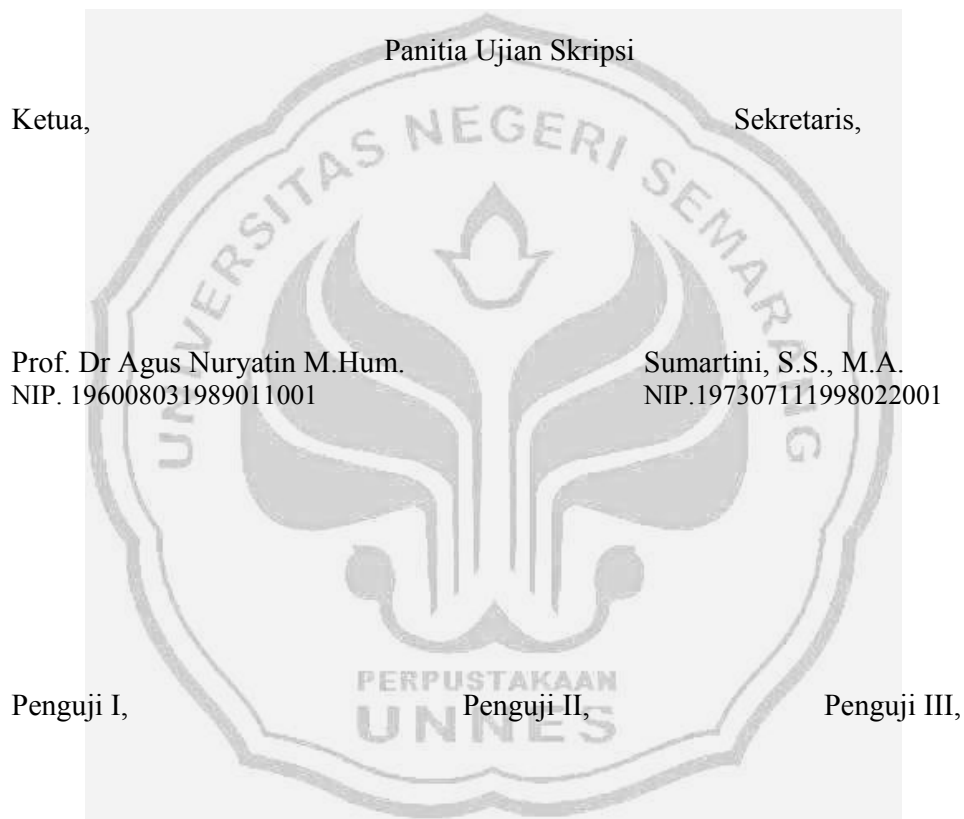 Panitia Ujian Skripsi
Ketua, Sekretaris,
UNIVERSITAS NEGERI SEMARANG
Prof. Dr Agus Nuryatin M.Hum. Sumartini, S.S., M.A.
NIP. 196008031989011001 NIP.197307111998022001
PERPUSTAKAAN
UNNES
Penguji I, Penguji II, Penguji III,